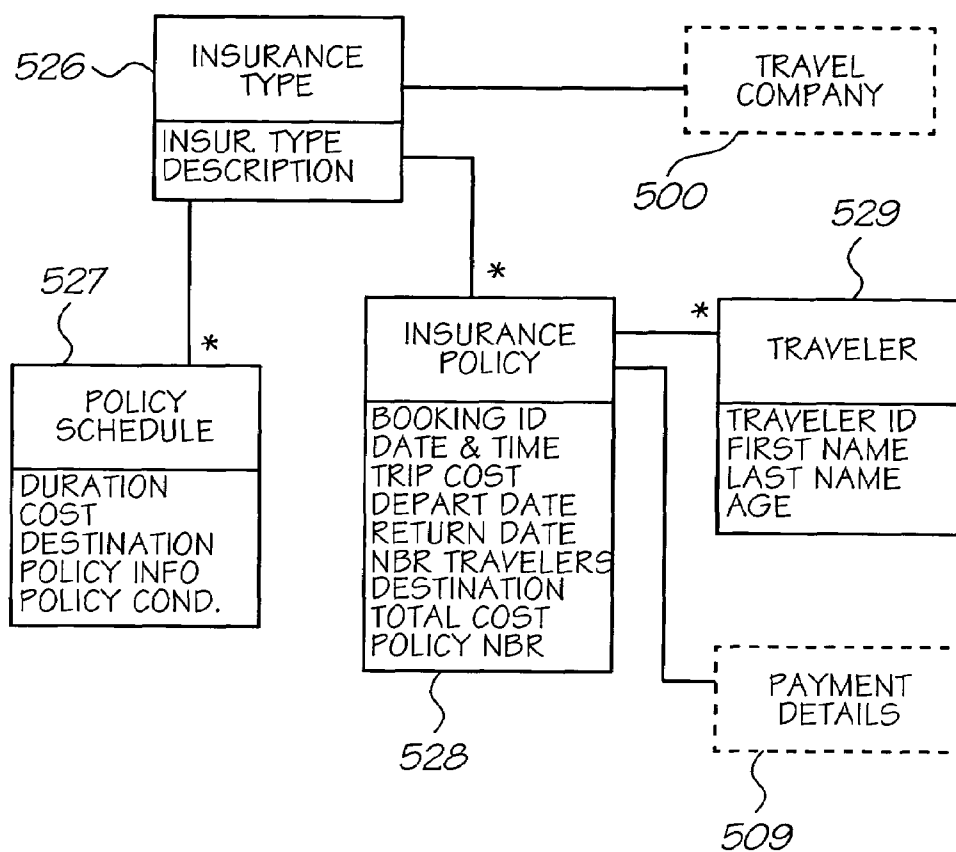 526
INSURANCE
TYPE
INSUR. TYPE
DESCRIPTION
TRAVEL
COMPANY
500
527
*
POLICY
SCHEDULE
DURATION
COST
DESTINATION
POLICY INFO
POLICY COND.
*
INSURANCE
POLICY
BOOKING ID
DATE & TIME
TRIP COST
DEPART DATE
RETURN DATE
NBR TRAVELERS
DESTINATION
TOTAL COST
POLICY NBR
528
529
*
TRAVELER
TRAVELER ID
FIRST NAME
LAST NAME
AGE
PAYMENT
DETAILS
509